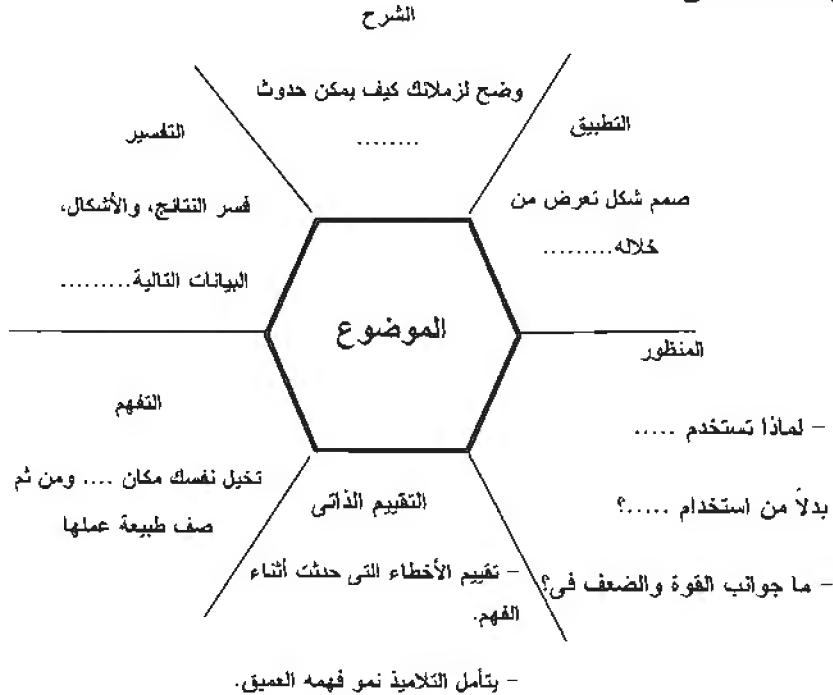 الشرح
وضح لزملائك كيف يمكن حدوث
........
التطبيق
صمم شكل تعرض من
خلاله.........
التفسير
فسر النتائج، والأشكال،
البيانات التالية.........
الموضوع
المنظور
– لماذا تستخدم .....
بدلاً من استخدام .....؟
– ما جوانب القوة والضعف فى؟
التفهم
تخيل نفسك مكان .... ومن ثم
صف طبيعة عملها
التقييم الذاتى
– تقييم الأخطاء التى حدثت أثناء
الفهم.
– يتأمل التلاميذ نمو فهمه العميق.